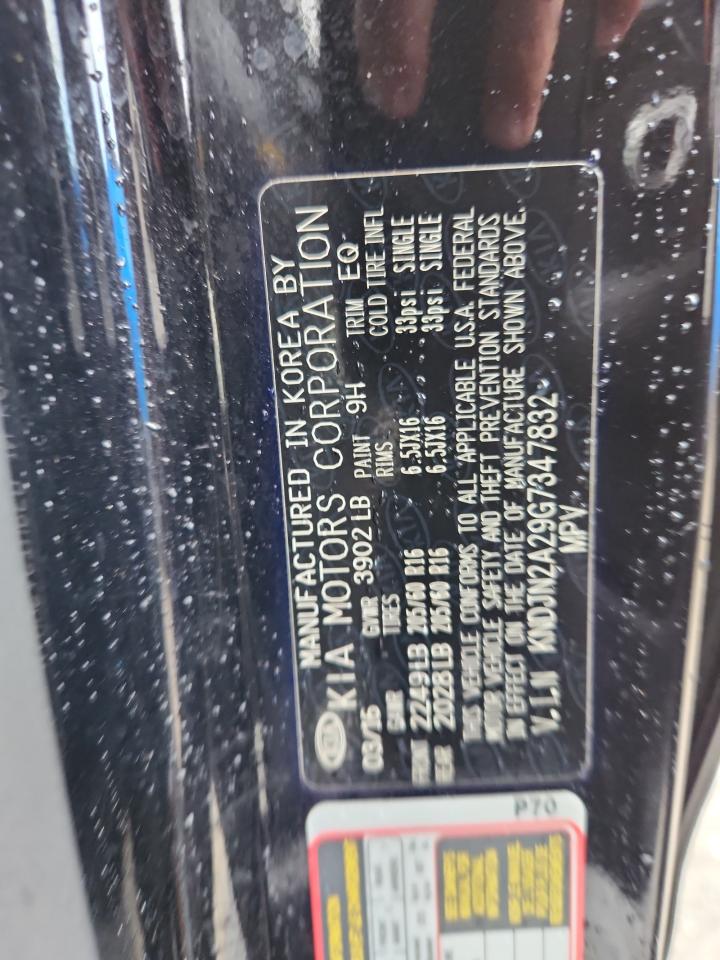 MANUFACTURED IN KOREA BY
KIA KIA MOTORS CORPORATION
03/15 GVWR 3902 LB PAINT 9H TRIM EQ
GAWR TIRES RIMS COLD TIRE INFL
FRONT 2249LB 205/60 R16 6.5JX16 33psi SINGLE
REAR 2028LB 205/60 R16 6.5JX16 33psi SINGLE
THIS VEHICLE CONFORMS TO ALL APPLICABLE U.S.A. FEDERAL
MOTOR VEHICLE SAFETY AND THEFT PREVENTION STANDARDS
IN EFFECT ON THE DATE OF MANUFACTURE SHOWN ABOVE.
V.I.N KNDJN2A29G7347832
MPV
P70